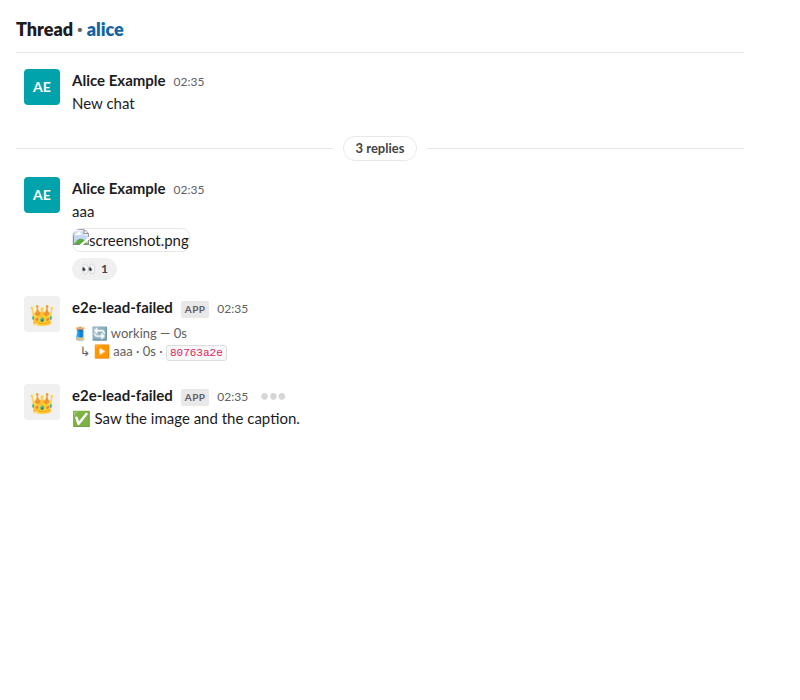 Thread · alice
AE
Alice Example 02:35
New chat
3 replies
AE
Alice Example 02:35
aaa
screenshot.png
👀 1
e2e-lead-failed APP 02:35
🧵 🔄 working — 0s
↳ ▶️ aaa · 0s · 80763a2e
e2e-lead-failed APP 02:35
✅ Saw the image and the caption.